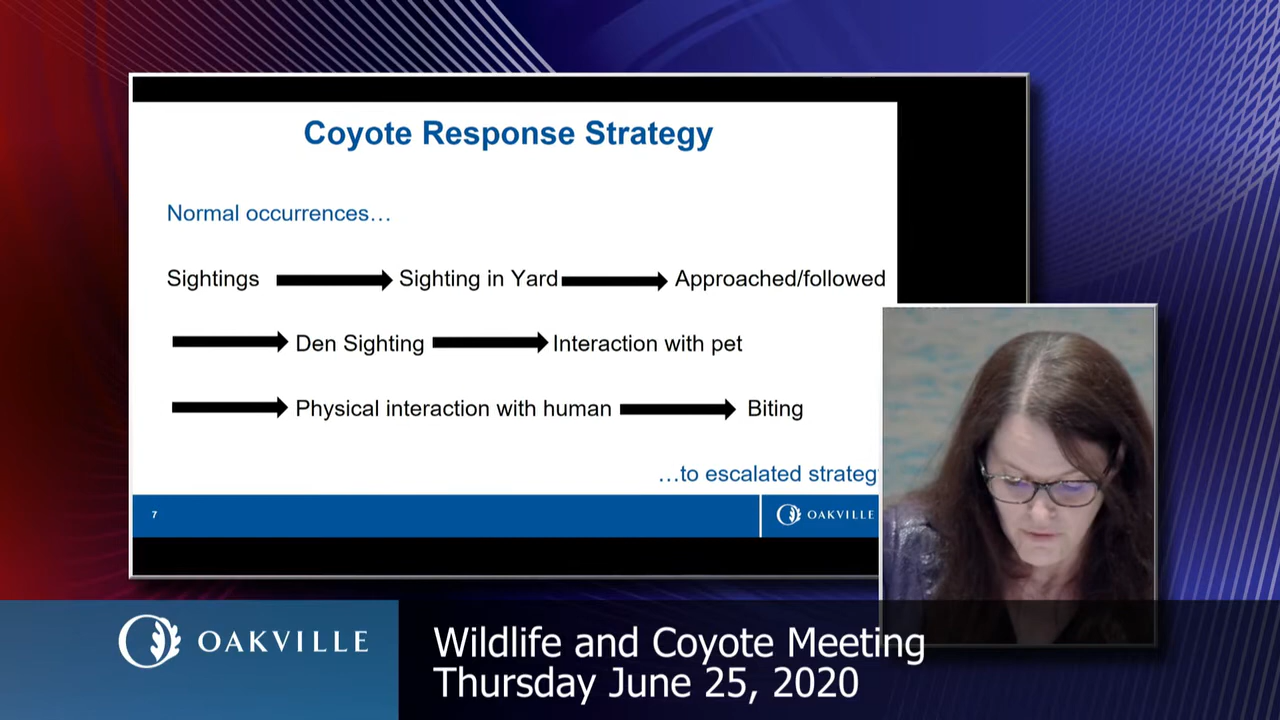 Coyote Response Strategy
Normal occurrences…
Sightings Sighting in Yard Approached/followed
Den Sighting Interaction with pet
Physical interaction with human Biting
…to escalated strateg
7
OAKVILLE
OAKVILLE
Wildlife and Coyote Meeting
Thursday June 25, 2020